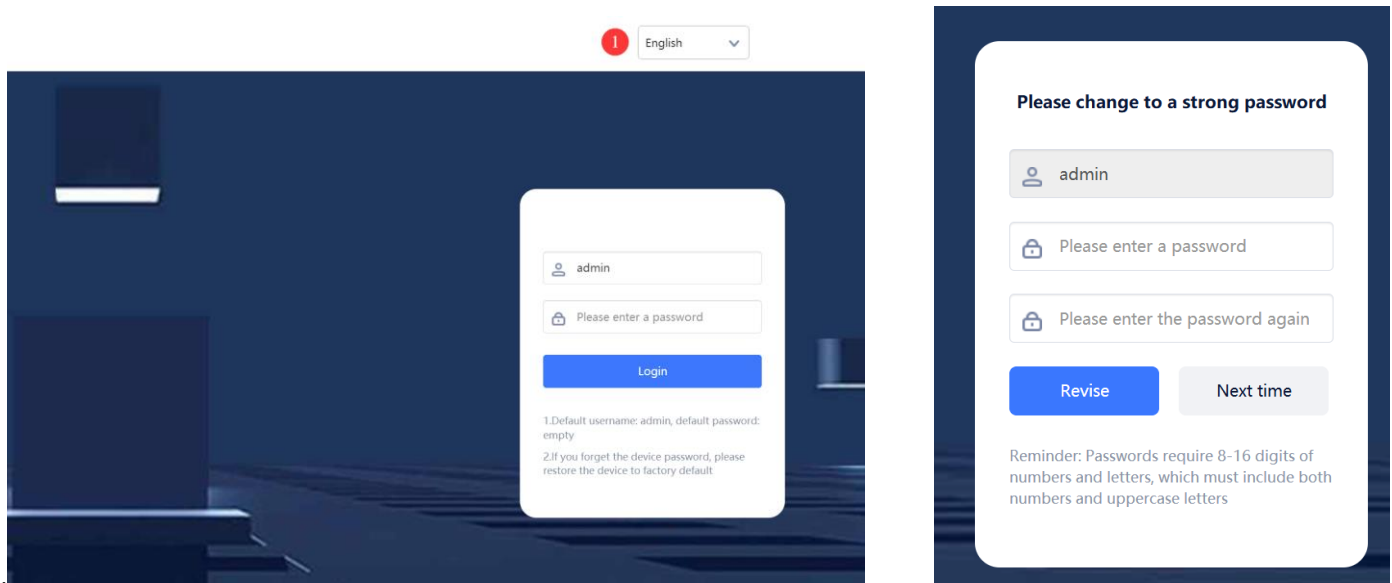 1
English
admin
Please enter a password
Login
1.Default username: admin, default password:
empty
2.If you forget the device password, please
restore the device to factory default
Please change to a strong password
admin
Please enter a password
Please enter the password again
Revise
Next time
Reminder: Passwords require 8-16 digits of
numbers and letters, which must include both
numbers and uppercase letters